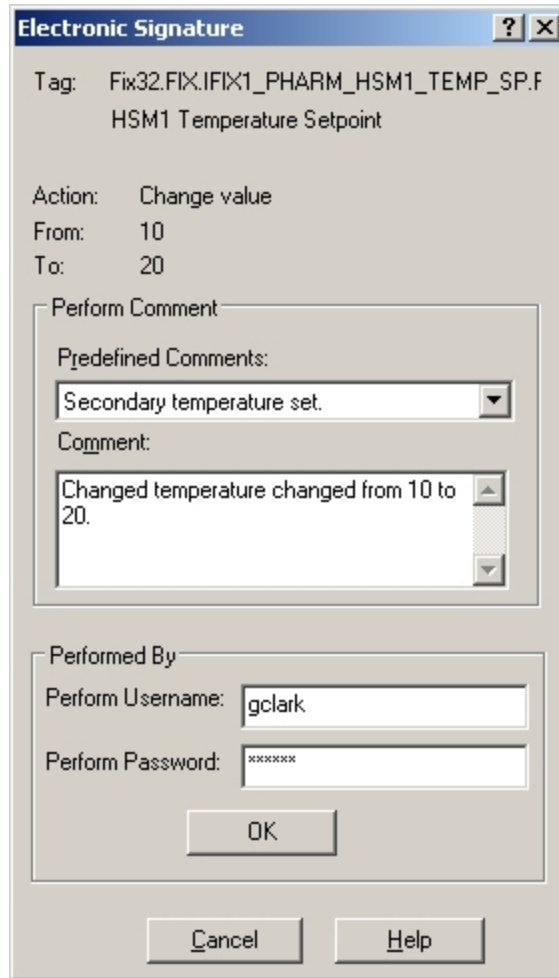 Electronic Signature ? X
Tag: Fix32.FIX.IFIX1_PHARM_HSM1_TEMP_SP.F
HSM1 Temperature Setpoint
Action: Change value
From: 10
To: 20
Perform Comment
Predefined Comments:
Secondary temperature set.
Comment:
Changed temperature changed from 10 to
20.
Performed By
Perform Username: gclark
Perform Password: ******
OK
Cancel Help